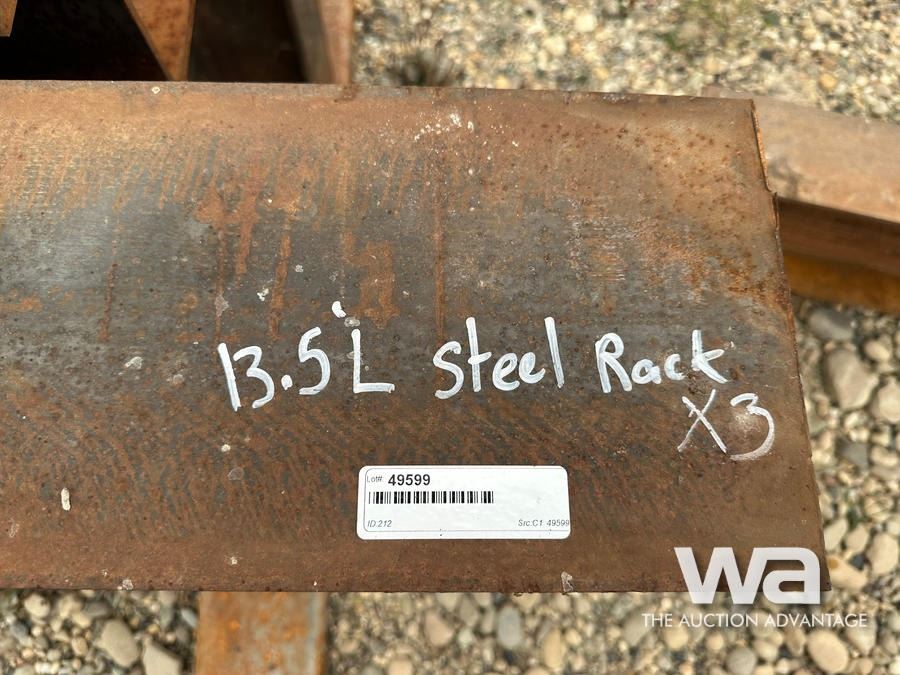 13.5' L Steel Rack
X3
Lot#: 49599
ID:212 Src:C1 49599
wa
THE AUCTION ADVANTAGE